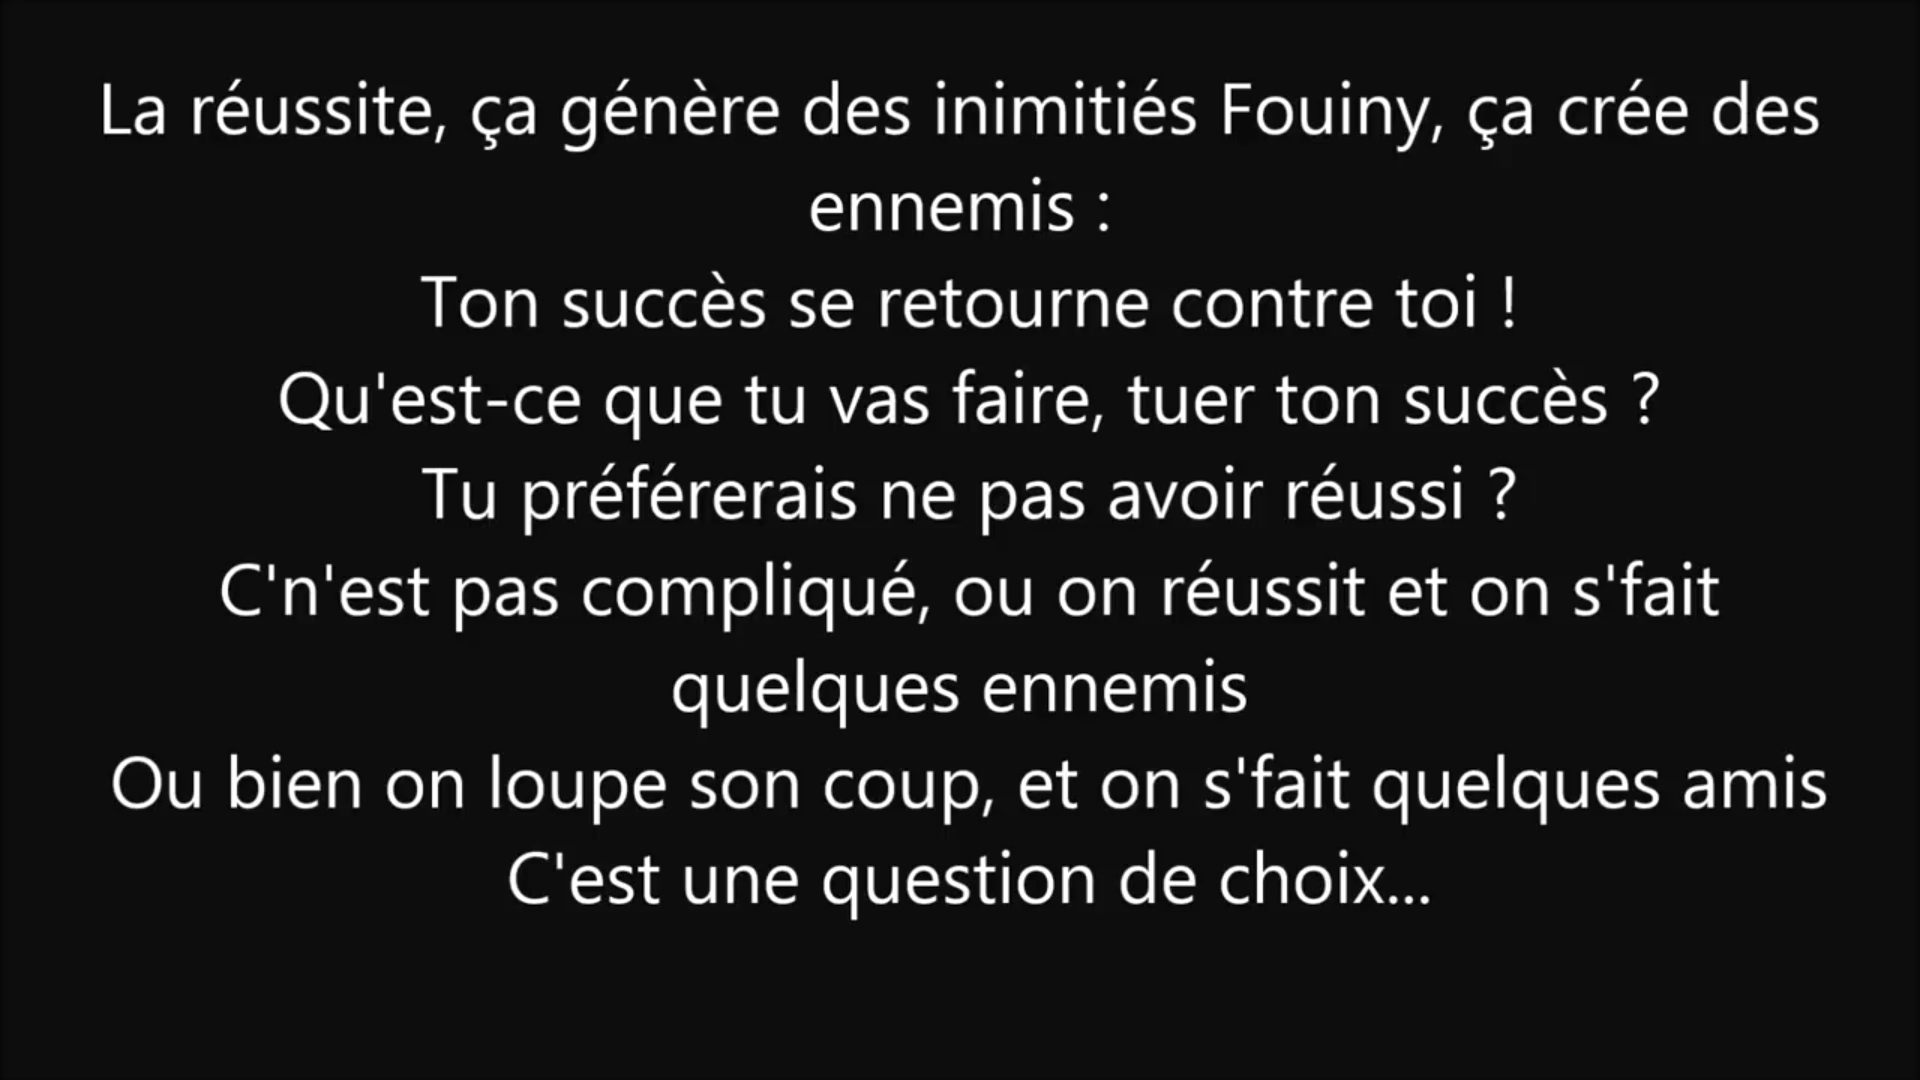 La réussite, ça génère des inimitiés Fouiny, ça crée des
ennemis :
Ton succès se retourne contre toi !
Qu'est-ce que tu vas faire, tuer ton succès ?
Tu préférerais ne pas avoir réussi ?
C'n'est pas compliqué, ou on réussit et on s'fait
quelques ennemis
Ou bien on loupe son coup, et on s'fait quelques amis
C'est une question de choix...